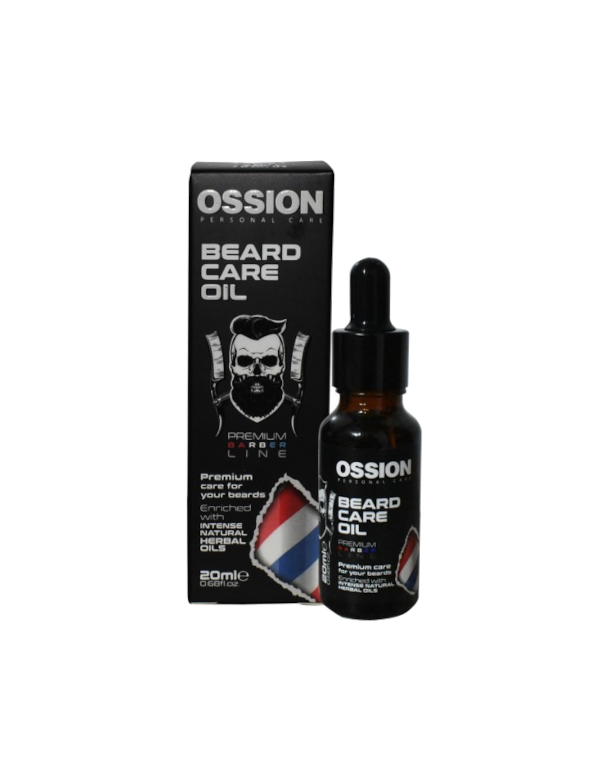 OSSION
PERSONAL CARE
BEARD
CARE
OIL
PREMIUM
BARBER
LINE
Premium
care for
your beards
Enriched
with
INTENSE
NATURAL
HERBAL
OILS
20ml℮
0.68fl.oz
OSSION
PERSONAL CARE
BEARD
CARE
OIL
PREMIUM
BARBER
LINE
Premium care
for your beards
Enriched with
INTENSE NATURAL
HERBAL OILS
20ml℮